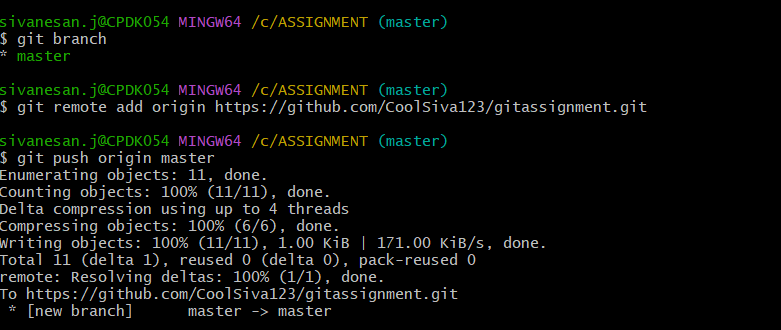 sivanesan.j@CPDK054 MINGW64 /c/ASSIGNMENT (master)
$ git branch
* master
sivanesan.j@CPDK054 MINGW64 /c/ASSIGNMENT (master)
$ git remote add origin https://github.com/CoolSiva123/gitassignment.git
sivanesan.j@CPDK054 MINGW64 /c/ASSIGNMENT (master)
$ git push origin master
Enumerating objects: 11, done.
Counting objects: 100% (11/11), done.
Delta compression using up to 4 threads
Compressing objects: 100% (6/6), done.
Writing objects: 100% (11/11), 1.00 KiB | 171.00 KiB/s, done.
Total 11 (delta 1), reused 0 (delta 0), pack-reused 0
remote: Resolving deltas: 100% (1/1), done.
To https://github.com/CoolSiva123/gitassignment.git
 * [new branch]      master -> master